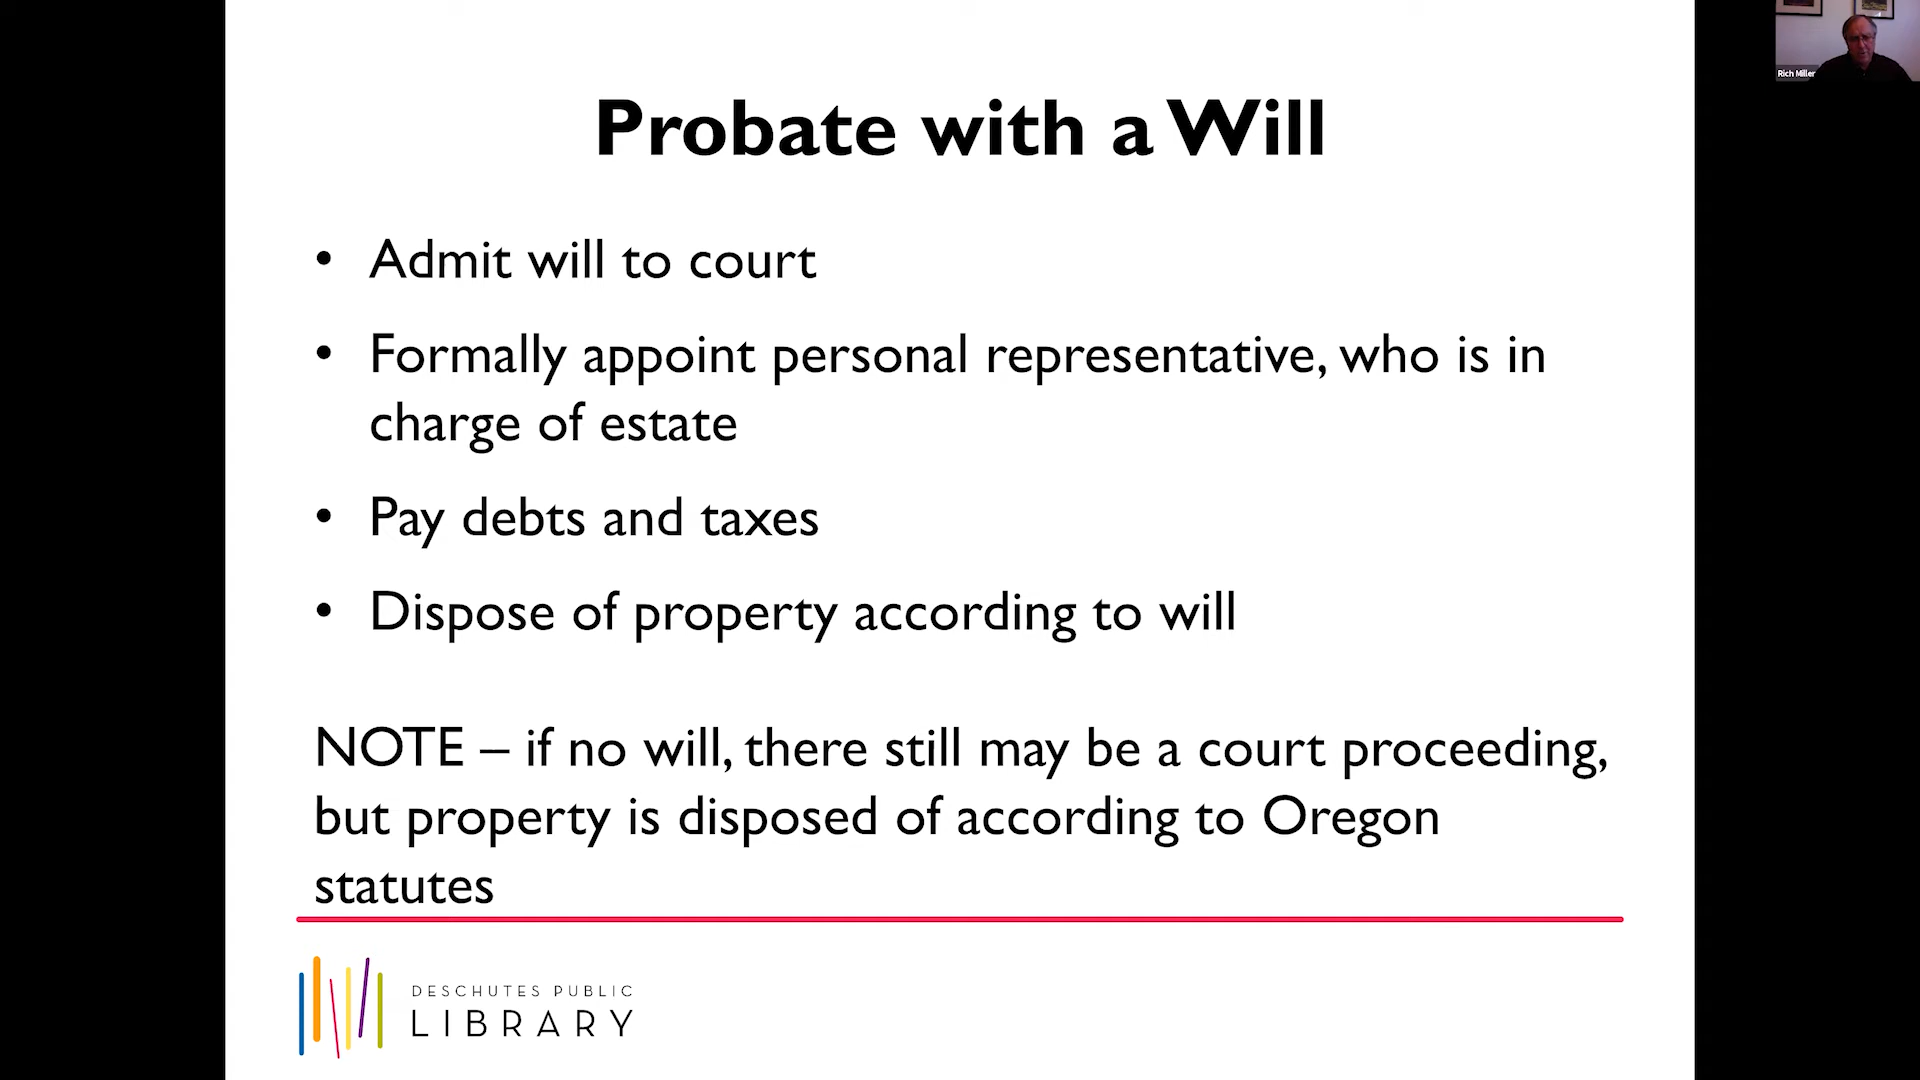 Probate with a Will
• Admit will to court
• Formally appoint personal representative, who is in
charge of estate
• Pay debts and taxes
• Dispose of property according to will
NOTE – if no will, there still may be a court proceeding,
but property is disposed of according to Oregon
statutes
DESCHUTES PUBLIC
LIBRARY
Rich Miller